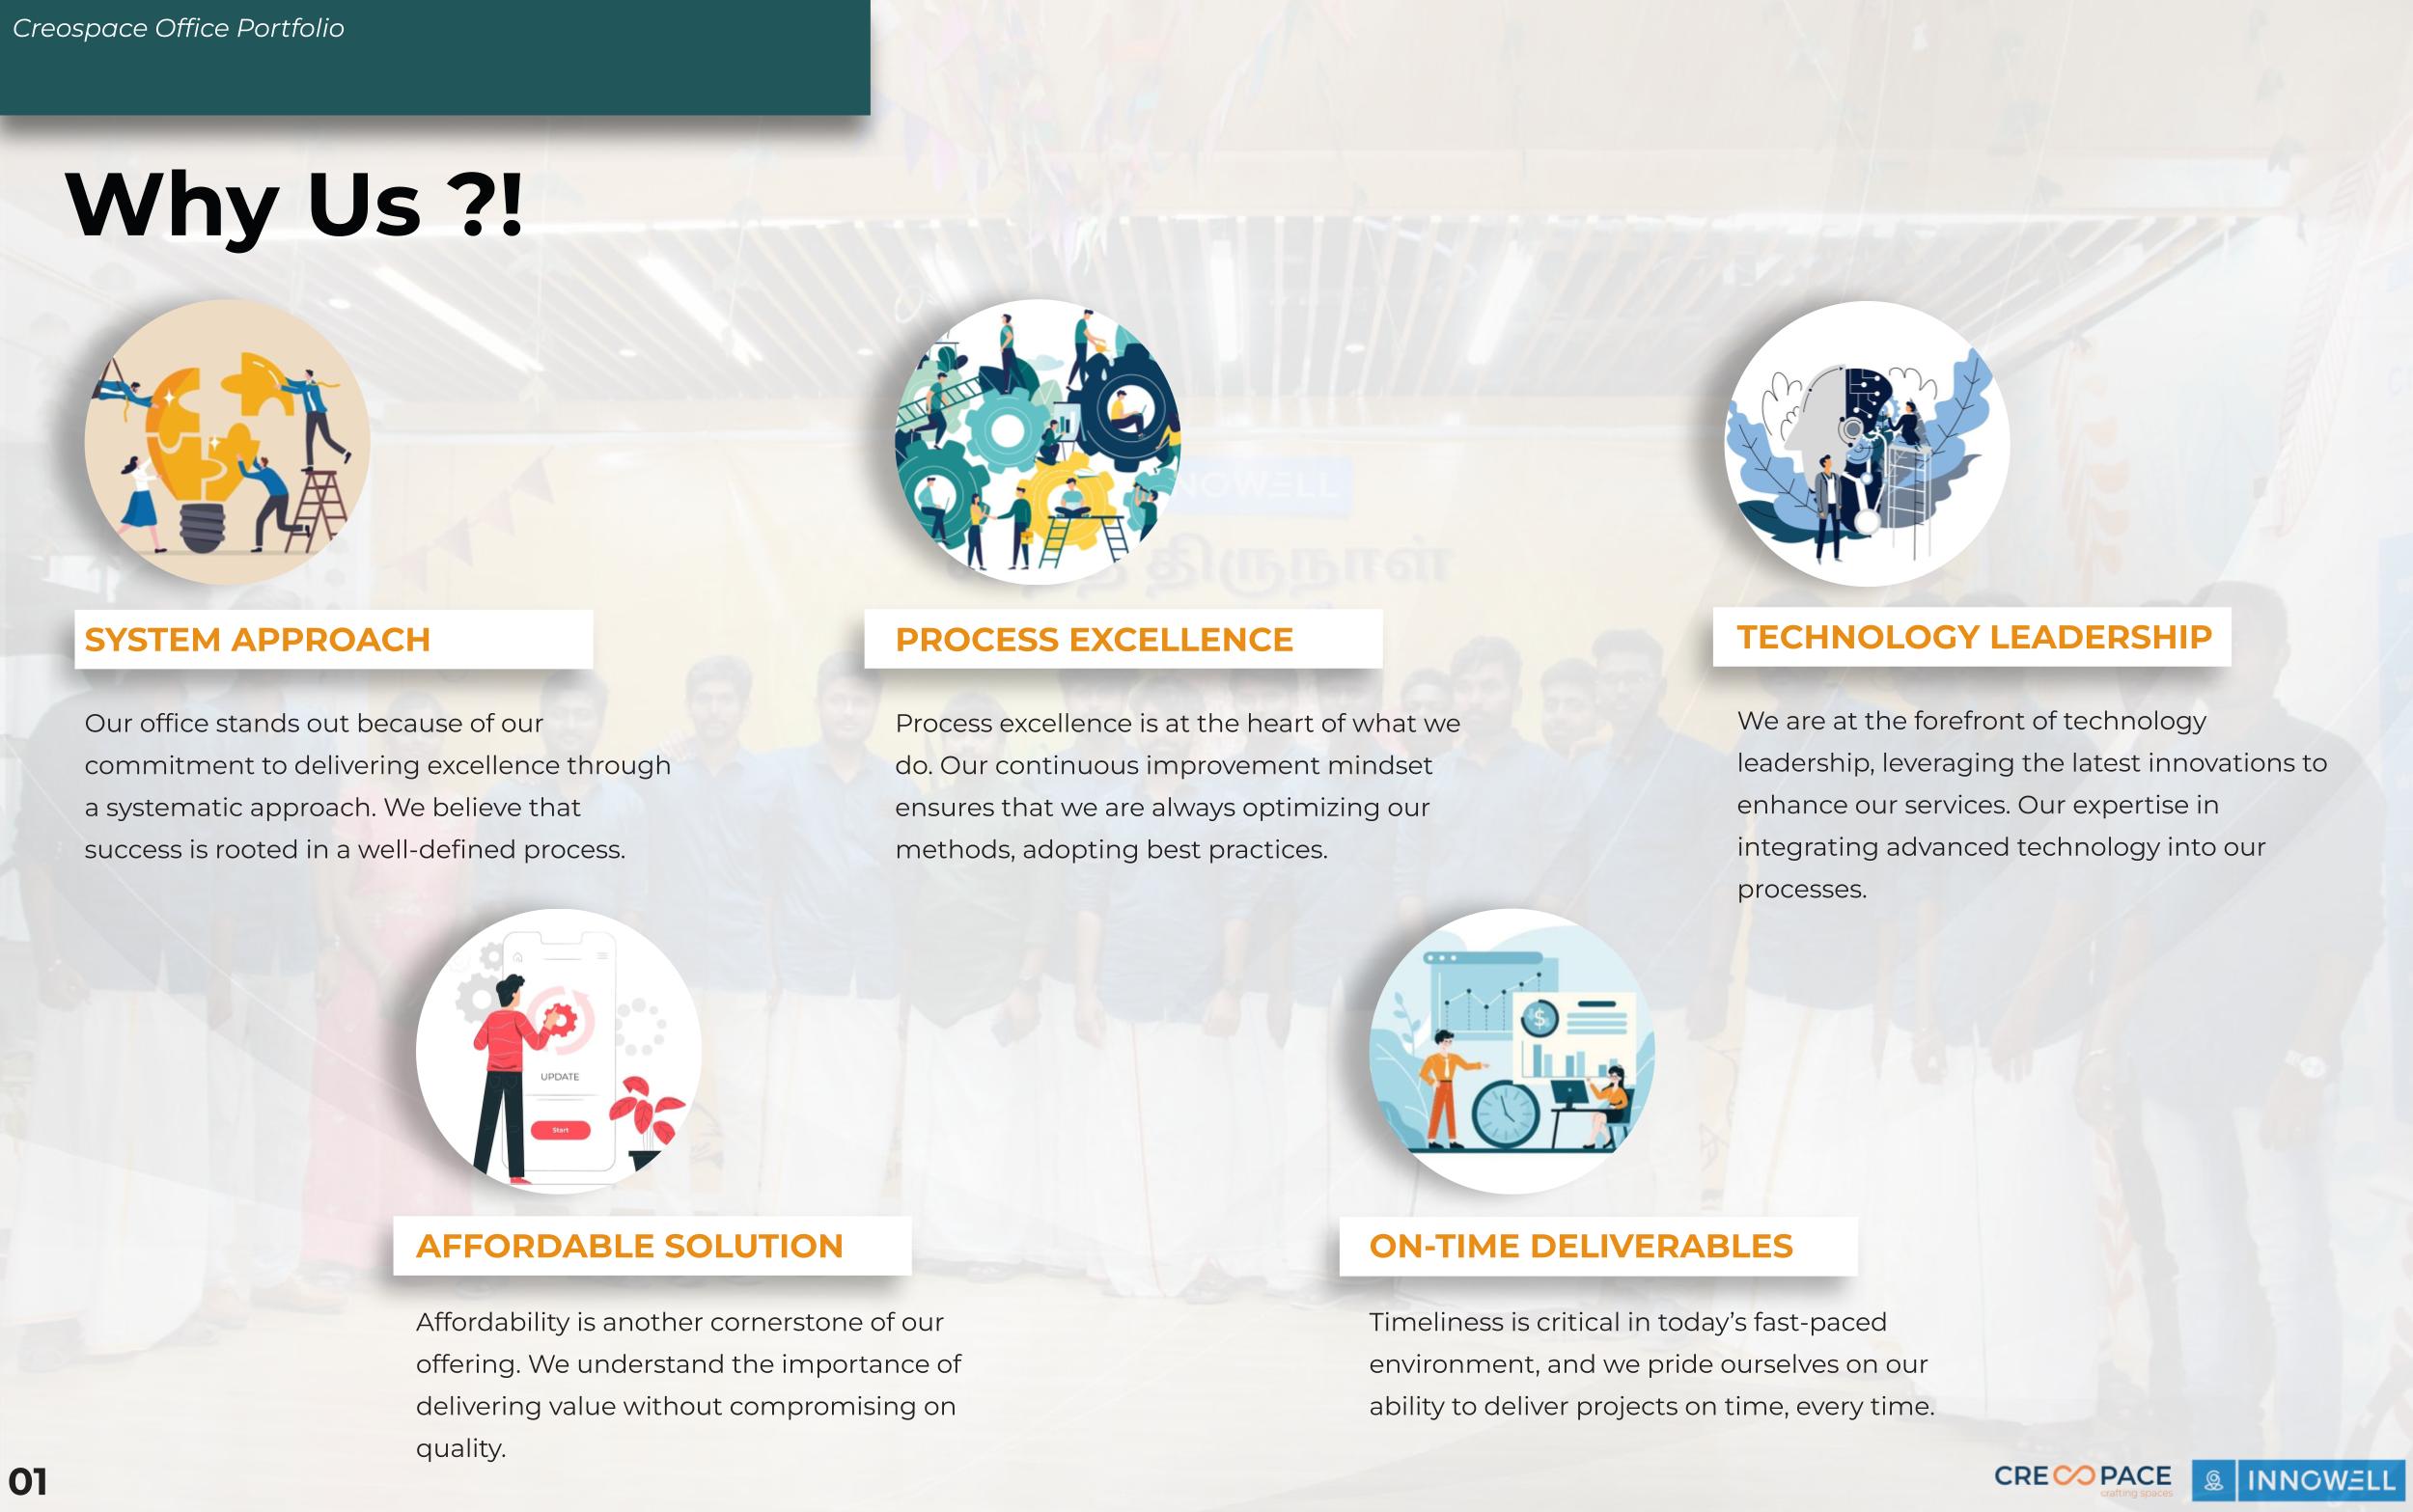 Creospace Office Portfolio
Why Us ?!
SYSTEM APPROACH
Our office stands out because of our
commitment to delivering excellence through
a systematic approach. We believe that
success is rooted in a well-defined process.
PROCESS EXCELLENCE
Process excellence is at the heart of what we
do. Our continuous improvement mindset
ensures that we are always optimizing our
methods, adopting best practices.
TECHNOLOGY LEADERSHIP
We are at the forefront of technology
leadership, leveraging the latest innovations to
enhance our services. Our expertise in
integrating advanced technology into our
processes.
UPDATE
Start
AFFORDABLE SOLUTION
Affordability is another cornerstone of our
offering. We understand the importance of
delivering value without compromising on
quality.
ON-TIME DELIVERABLES
Timeliness is critical in today’s fast-paced
environment, and we pride ourselves on our
ability to deliver projects on time, every time.
01
CREOSPACE
crafting spaces
INNOWELL
திருநாள்